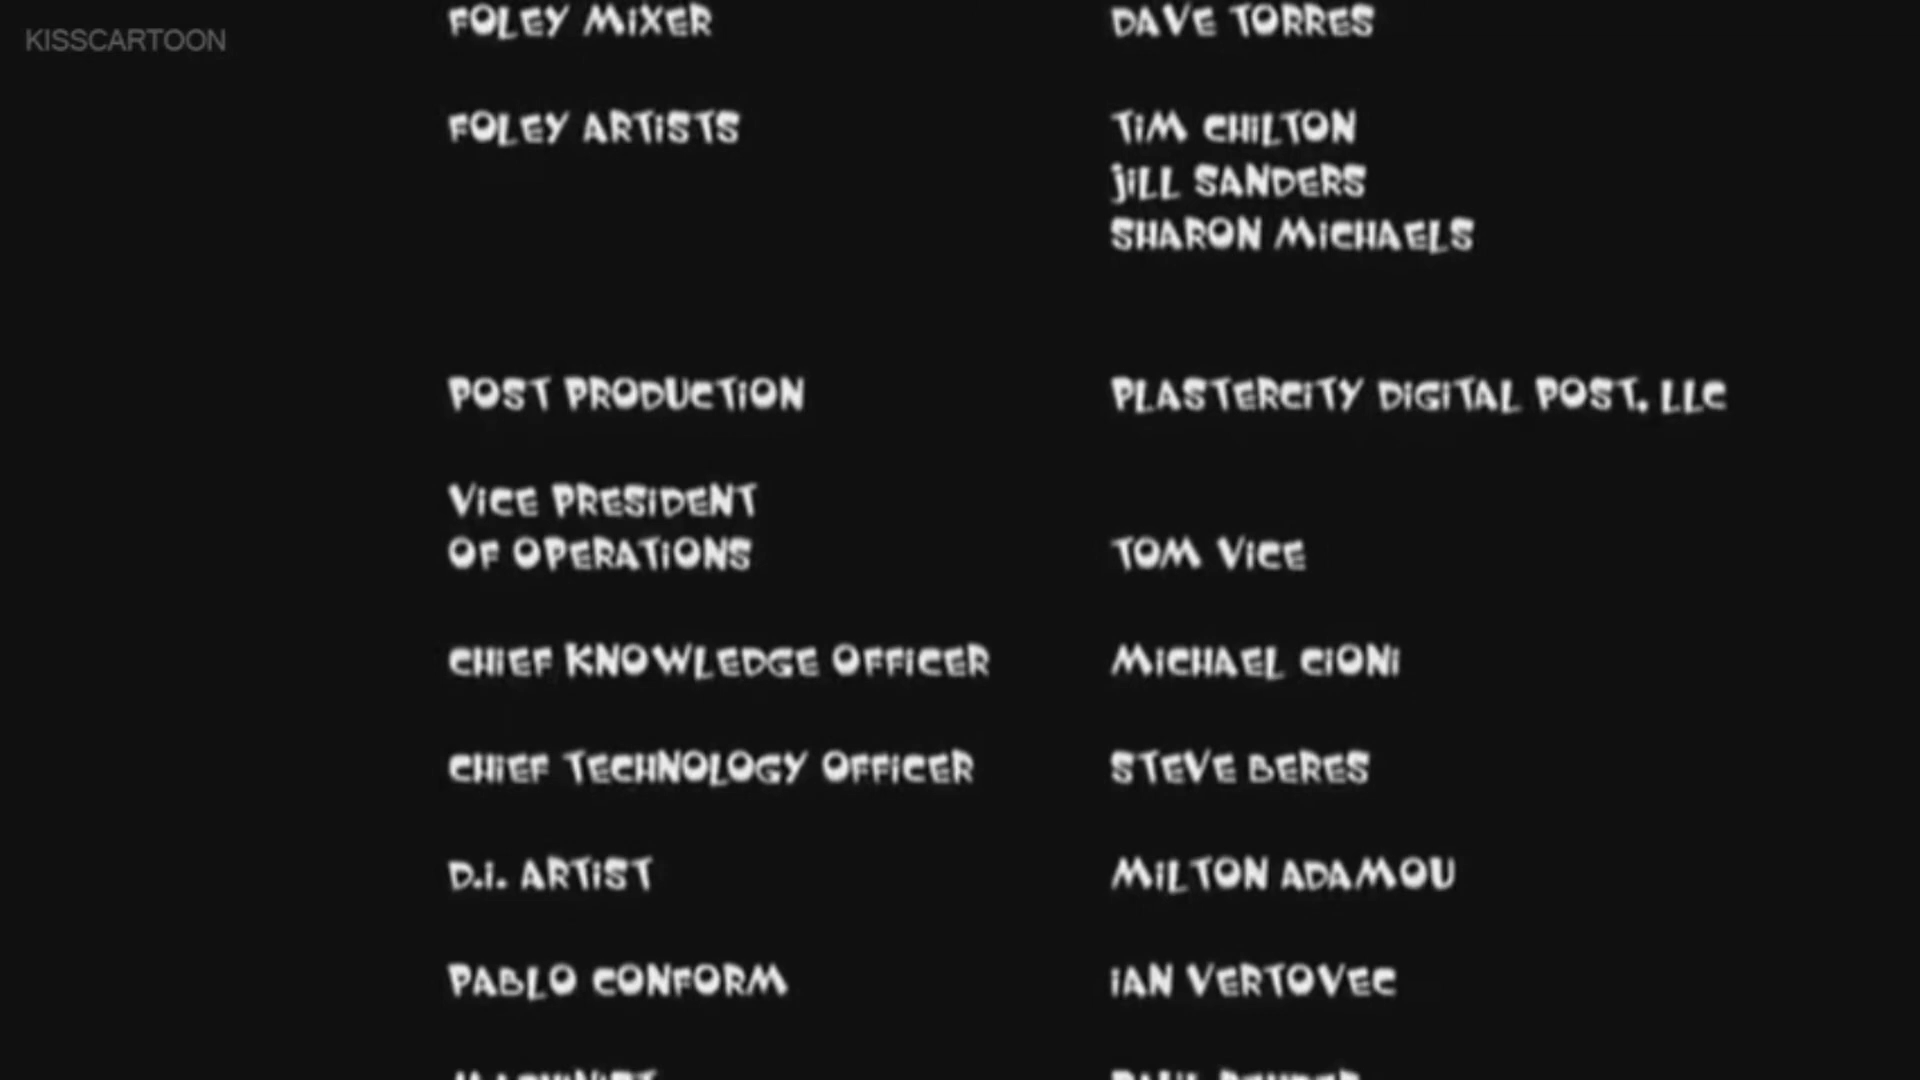 KISSCARTOON
FOLEY MiXER DAVE TORRES
FOLEY ARTiSTS TiM CHiLTON
JiLL SANDERS
SHARON MiCHAELS
POST PRODUCTiON PLASTERCiTY DiGiTAL POST, LLC
ViCE PRESiDENT
OF OPERATiONS TOM ViCE
CHiEF KNOWLEDGE OFFiCER MiCHAEL CiONi
CHiEF TECHNOLOGY OFFiCER STEVE BERES
D.i. ARTiST MiLTON ADAMOU
PABLO CONFORM iAN VERTOVEC